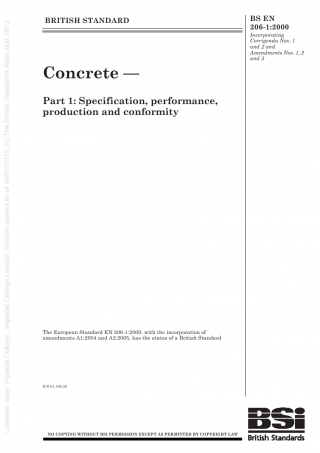 BRITISH STANDARD
BS EN
206-1:2000
Incorporating
Corrigenda Nos. 1
and 2 and
Amendments Nos. 1, 2
and 3
Concrete —
Part 1: Specification, performance,
production and conformity
The European Standard EN 206-1:2000, with the incorporation of
amendments A1:2004 and A2:2005, has the status of a British Standard
ICS 91.100.30
NO COPYING WITHOUT BSI PERMISSION EXCEPT AS PERMITTED BY COPYRIGHT LAW
BSi
British Standards
Licensed copy: Imperial College , Imperial College London, Version correct as of 16/01/2013, (c) The British Standards Institution 2013